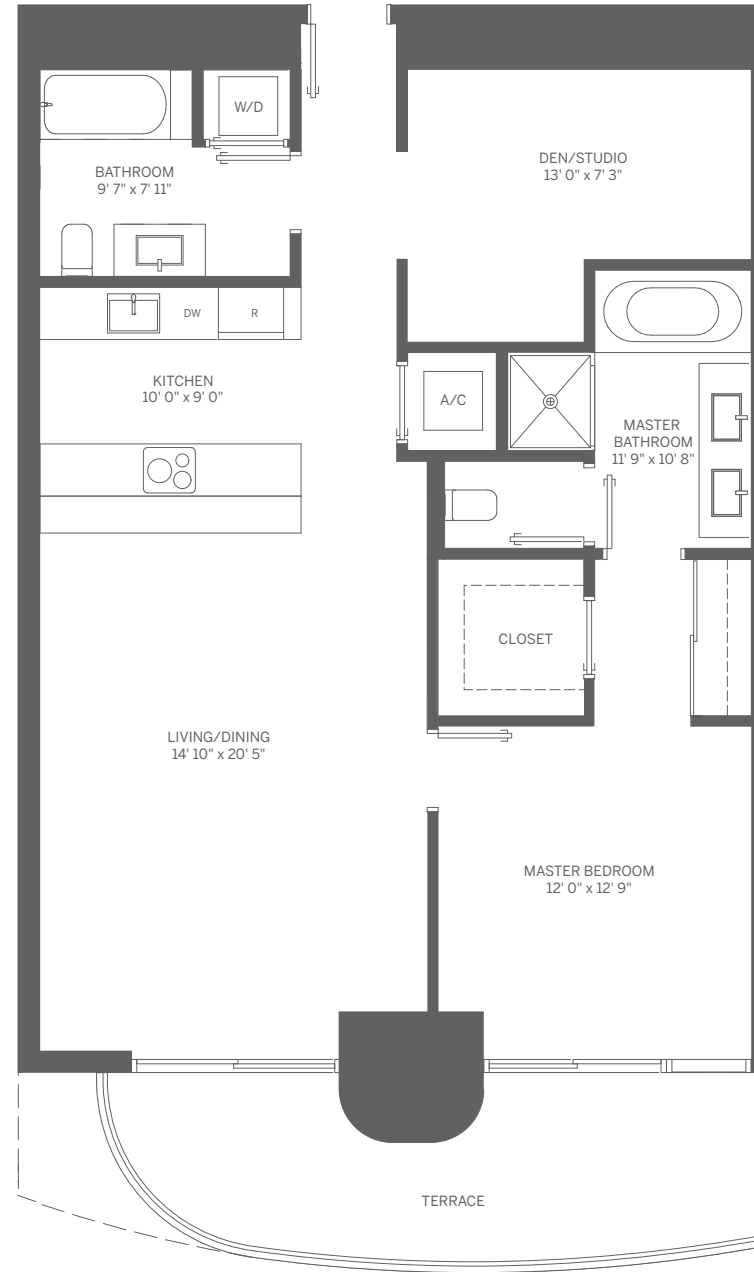 W/D
BATHROOM
9' 7" x 7' 11"
DEN/STUDIO
13' 0" x 7' 3"
DW
R
KITCHEN
10' 0" x 9' 0"
A/C
MASTER
BATHROOM
11' 9" x 10' 8"
CLOSET
LIVING/DINING
14' 10" x 20' 5"
MASTER BEDROOM
12' 0" x 12' 9"
TERRACE